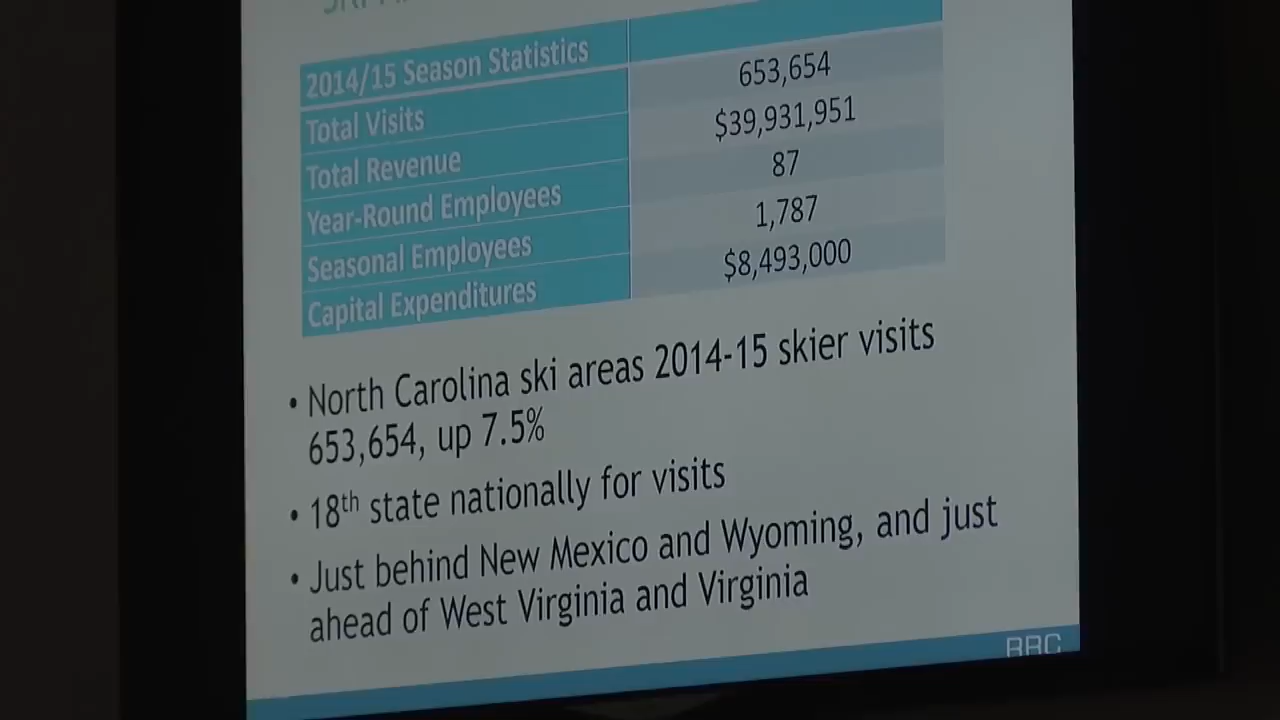 2014/15 Season Statistics
Total Visits 653,654
Total Revenue $39,931,951
Year-Round Employees 87
Seasonal Employees 1,787
Capital Expenditures $8,493,000
• North Carolina ski areas 2014-15 skier visits
653,654, up 7.5%
• 18th state nationally for visits
• Just behind New Mexico and Wyoming, and just
ahead of West Virginia and Virginia
RRC